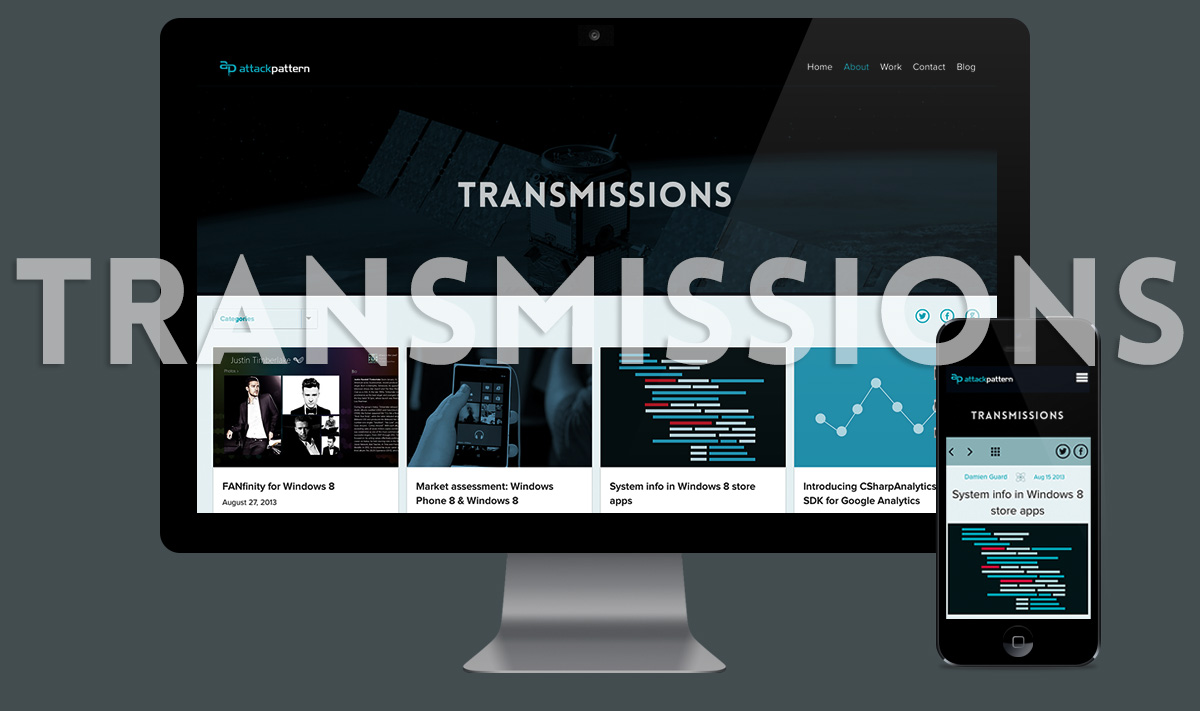 attackpattern
Home About Work Contact Blog
TRANSMISSIONS
TRANSMISSIONS
Categories
Justin Timberlake
Photos
FANfinity for Windows 8
August 27, 2013
Market assessment: Windows
Phone 8 & Windows 8
System info in Windows 8 store
apps
Introducing CSharpAnalytics
SDK for Google Analytics
attackpattern
TRANSMISSIONS
Damien Guard Aug 15 2013
System info in Windows 8
store apps